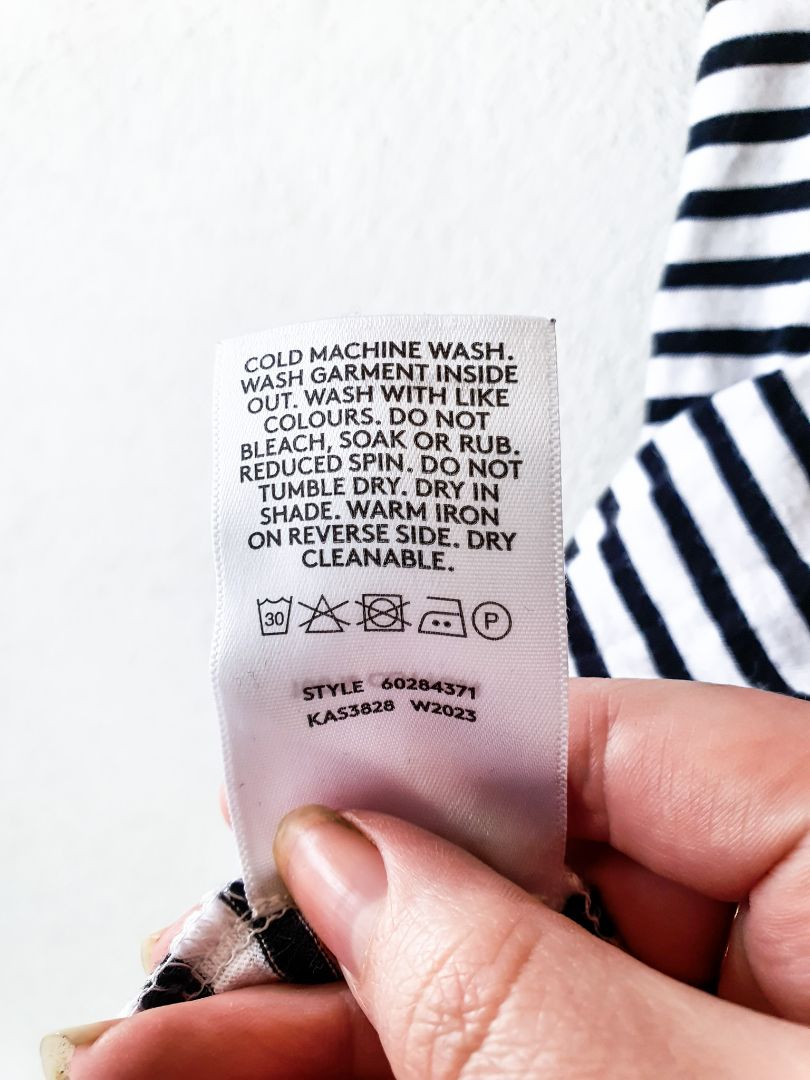 COLD MACHINE WASH.
WASH GARMENT INSIDE
OUT. WASH WITH LIKE
COLOURS. DO NOT
BLEACH, SOAK OR RUB.
REDUCED SPIN. DO NOT
TUMBLE DRY. DRY IN
SHADE. WARM IRON
ON REVERSE SIDE. DRY
CLEANABLE.
30 P
STYLE 60284371
KAS3828 W2023